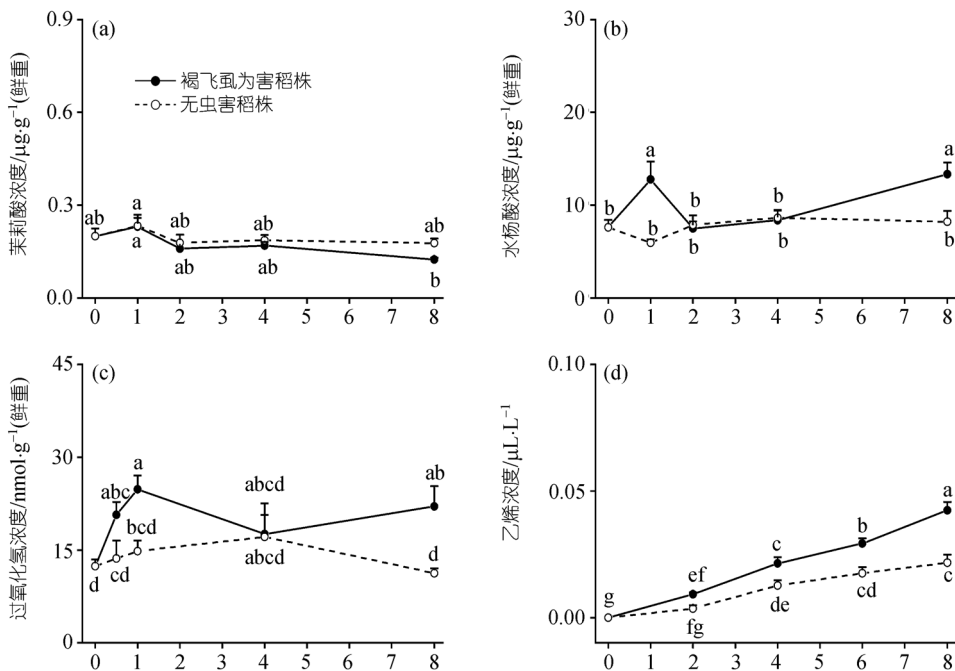 (a)
茉莉酸浓度/μg·g⁻¹(鲜重)
0.9
0.6
0.3
0.0
褐飞虱为害稻株
无虫害稻株
ab a ab ab ab
a ab ab b
0 1 2 3 4 5 6 7 8
(b)
水杨酸浓度/μg·g⁻¹(鲜重)
30
20
10
0
b a b b a
b b b b
0 1 2 3 4 5 6 7 8
(c)
过氧化氢浓度/nmol·g⁻¹(鲜重)
45
30
15
0
abc a abcd ab
d cd bcd abcd d
0 1 2 3 4 5 6 7 8
(d)
乙烯浓度/μL·L⁻¹
0.10
0.05
0.00
g ef c b a
fg de cd c
0 1 2 3 4 5 6 7 8